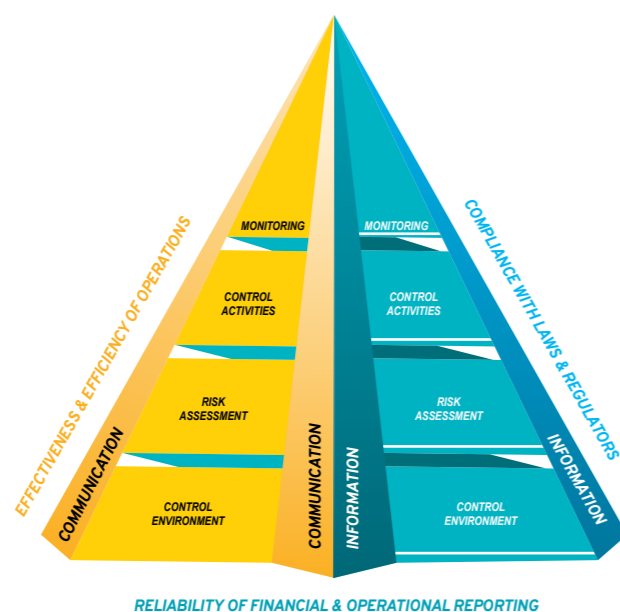 EFFECTIVENESS & EFFICIENCY OF OPERATIONS
COMPLIANCE WITH LAWS & REGULATORS
MONITORING
MONITORING
CONTROL
ACTIVITIES
CONTROL
ACTIVITIES
RISK
ASSESSMENT
RISK
ASSESSMENT
COMMUNICATION
COMMUNICATION
INFORMATION
INFORMATION
CONTROL
ENVIRONMENT
CONTROL
ENVIRONMENT
RELIABILITY OF FINANCIAL & OPERATIONAL REPORTING